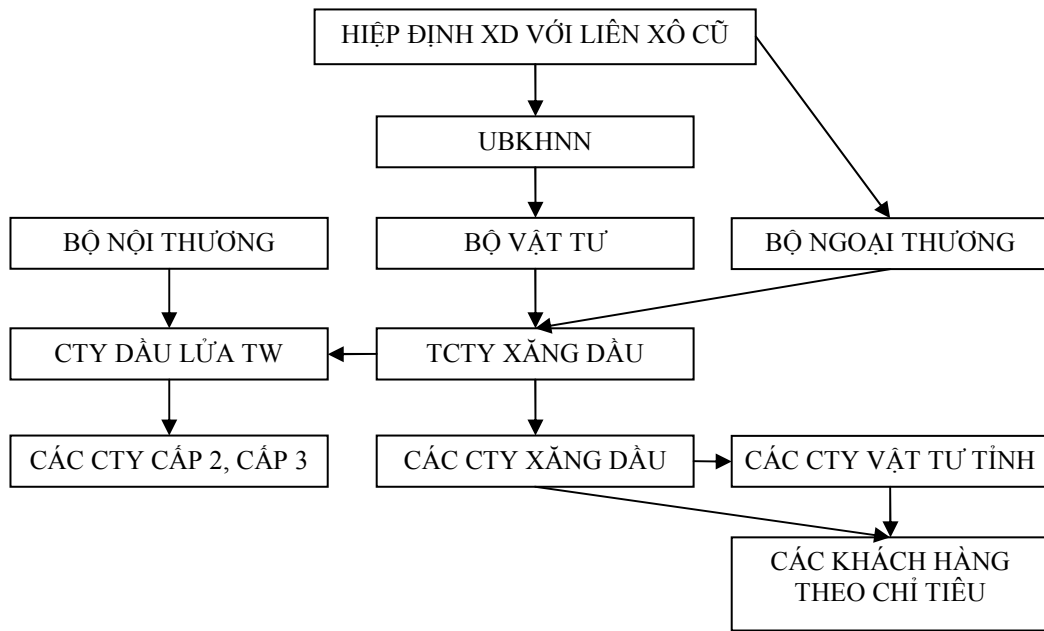 HIỆP ĐỊNH XD VỚI LIÊN XÔ CŨ
UBKHNN
BỘ NỘI THƯƠNG
BỘ VẬT TƯ
BỘ NGOẠI THƯƠNG
CTY DẦU LỬA TW
TCTY XĂNG DẦU
CÁC CTY CẤP 2, CẤP 3
CÁC CTY XĂNG DẦU
CÁC CTY VẬT TƯ TỈNH
CÁC KHÁCH HÀNG
THEO CHỈ TIÊU